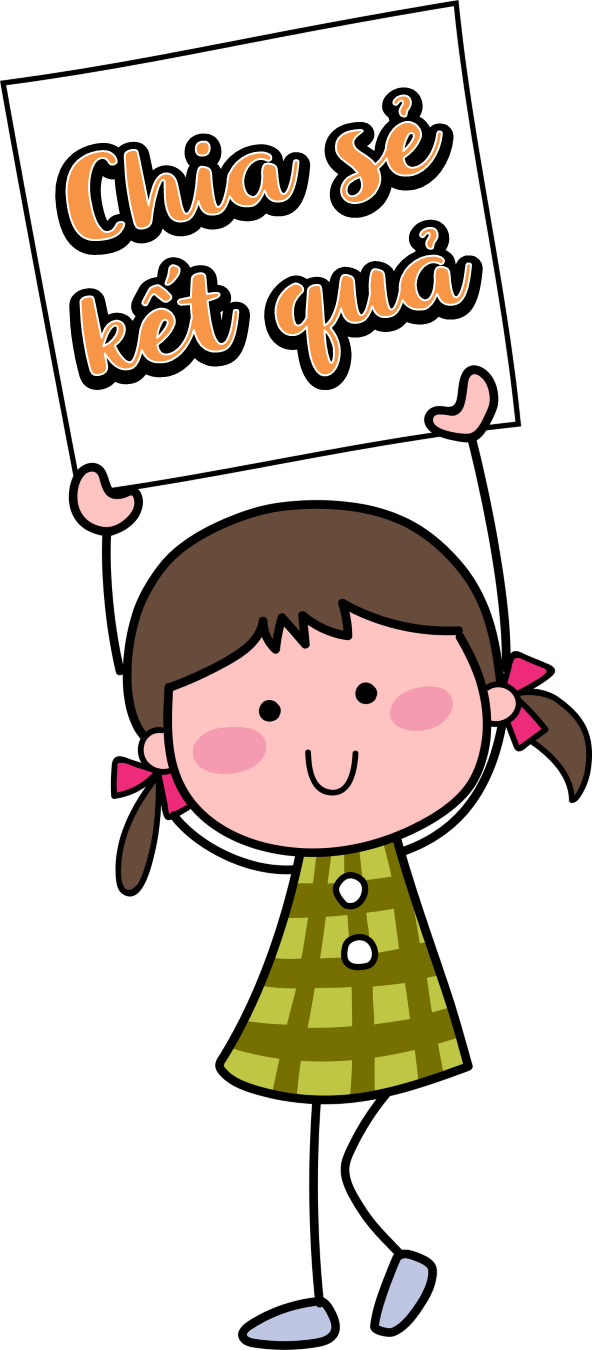 Chia sẻ
kết quả